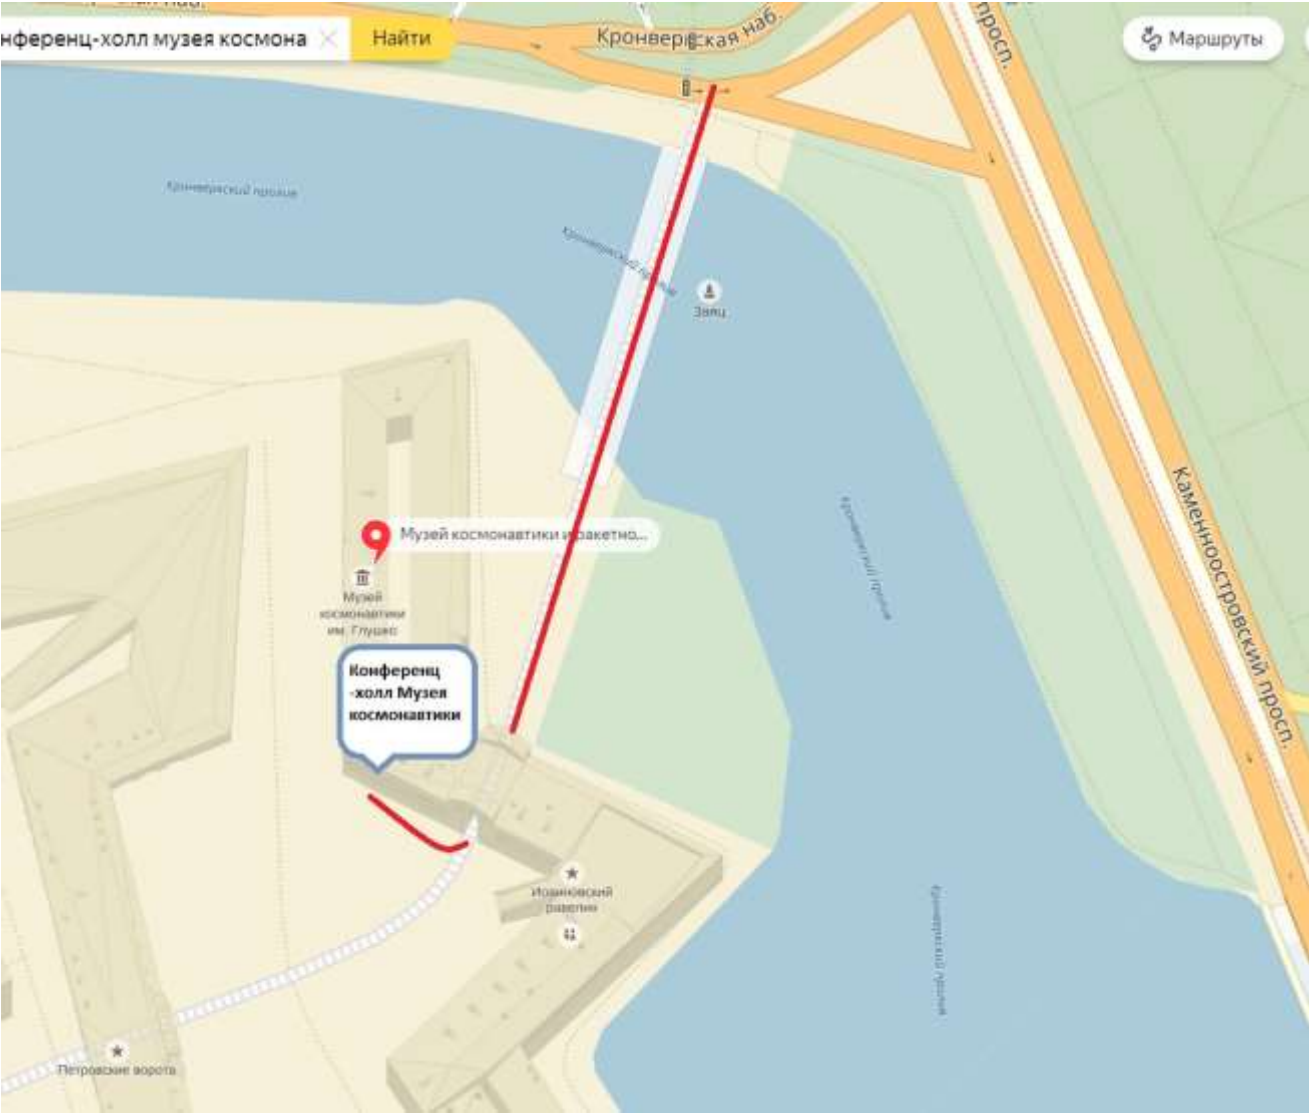 нференц-холл музея космона
Найти
Кронверкская наб.
просп.
Маршруты
Кронверкский пролив
Кронверкский пролив
Заяц
Музей космонавтики и ракетно...
Музей
космонавтики
им. Глушко
Конференц
-холл Музея
космонавтики
Кронверкский пролив
Каменноостровский просп.
Иоанновский
равелин
Кронверкский пролив
Петровские ворота